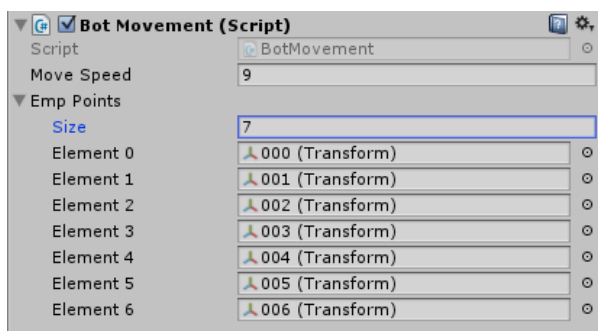 Bot Movement (Script)
Script BotMovement
Move Speed 9
Emp Points
Size 7
Element 0 000 (Transform)
Element 1 001 (Transform)
Element 2 002 (Transform)
Element 3 003 (Transform)
Element 4 004 (Transform)
Element 5 005 (Transform)
Element 6 006 (Transform)